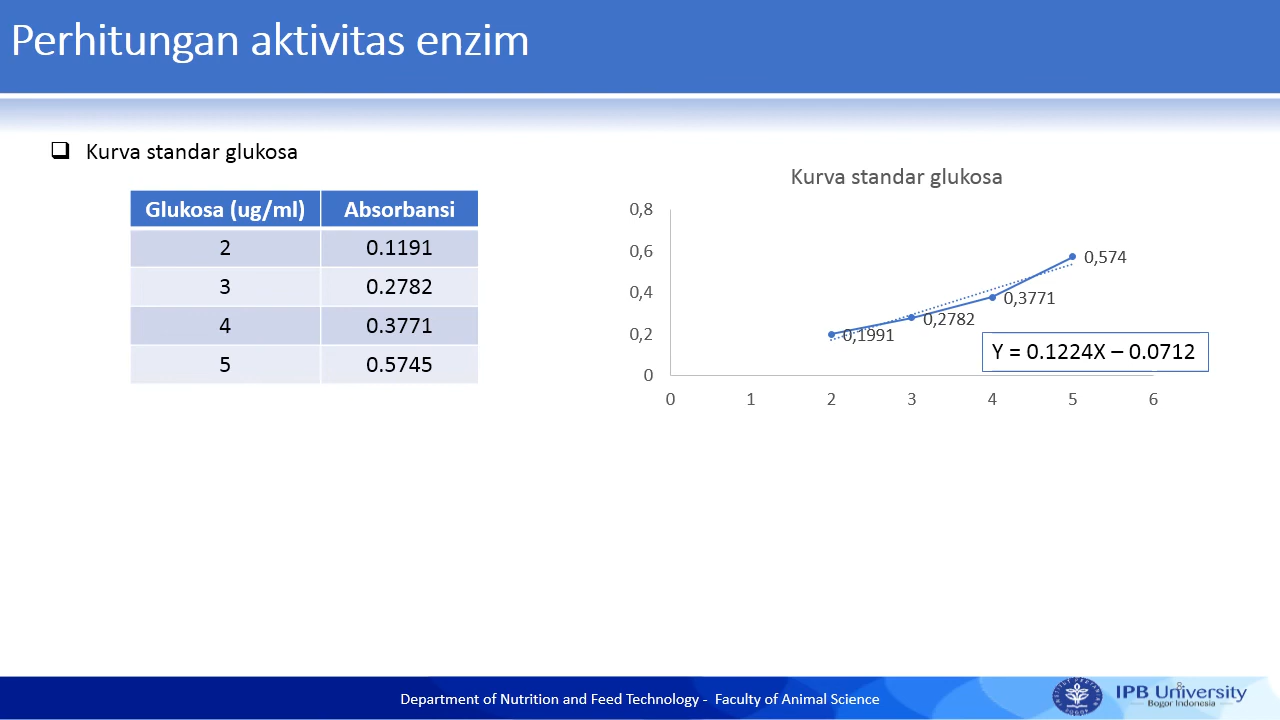 Perhitungan aktivitas enzim
❑ Kurva standar glukosa
Glukosa (ug/ml) Absorbansi
2 0.1191
3 0.2782
4 0.3771
5 0.5745
Kurva standar glukosa
0,8
0,6
0,4
0,2
0
0 1 2 3 4 5 6
0,1991
0,2782
0,3771
0,574
Y = 0.1224X – 0.0712
Department of Nutrition and Feed Technology - Faculty of Animal Science
8
IPB University
Bogor Indonesia